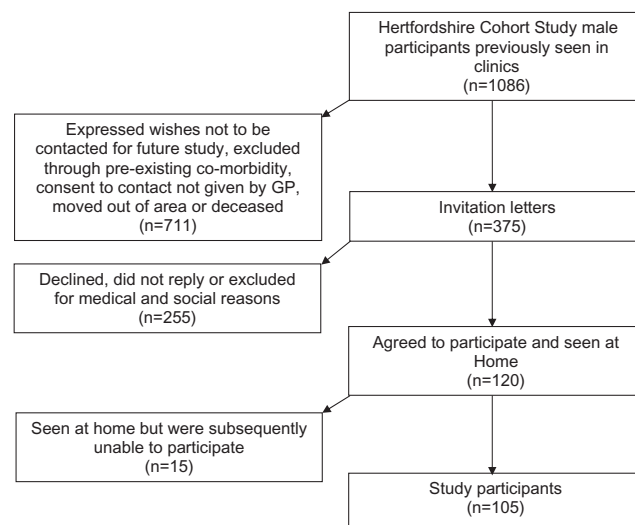 Hertfordshire Cohort Study male
participants previously seen in
clinics
(n=1086)
Expressed wishes not to be
contacted for future study, excluded
through pre-existing co-morbidity,
consent to contact not given by GP,
moved out of area or deceased
(n=711)
Invitation letters
(n=375)
Declined, did not reply or excluded
for medical and social reasons
(n=255)
Agreed to participate and seen at
Home
(n=120)
Seen at home but were subsequently
unable to participate
(n=15)
Study participants
(n=105)